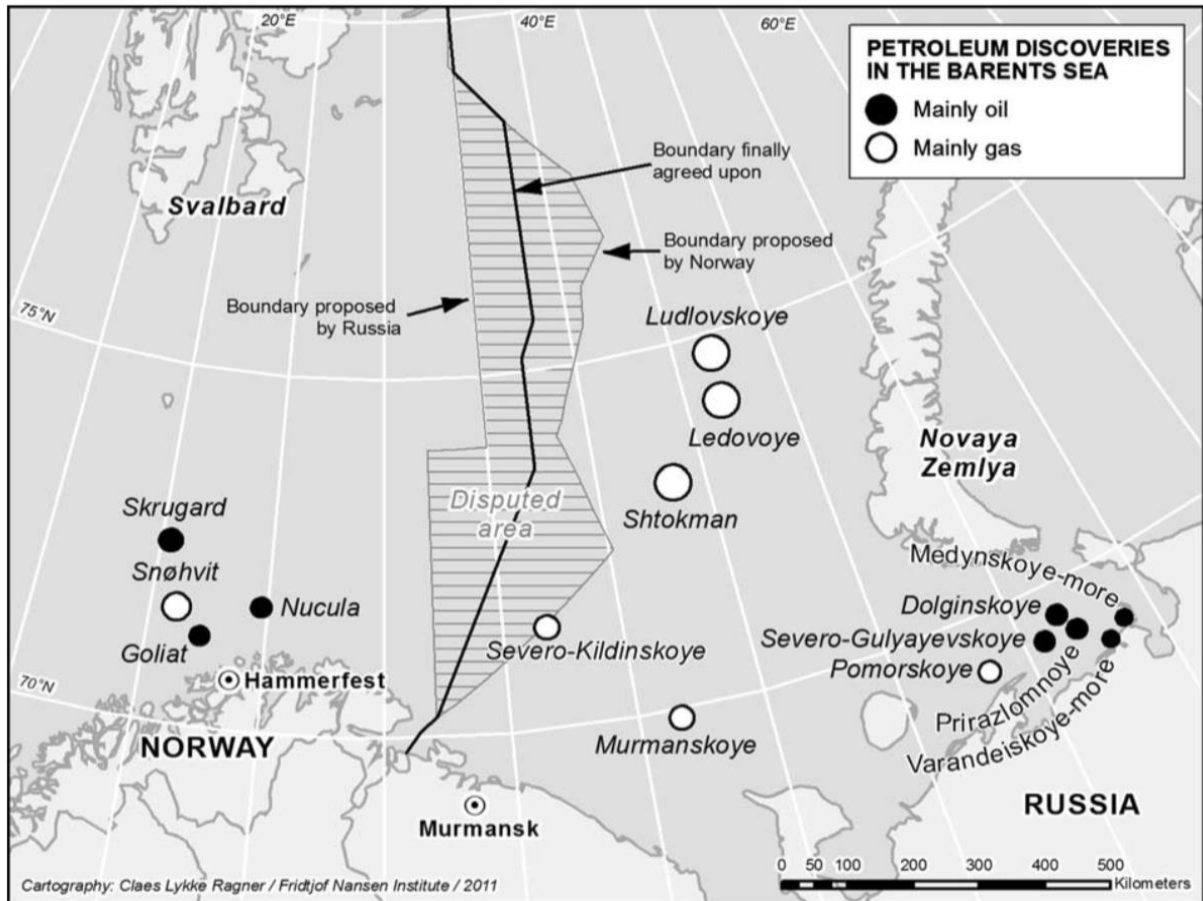 20°E
40°E
60°E
PETROLEUM DISCOVERIES
IN THE BARENTS SEA
Mainly oil
Mainly gas
Boundary finally
agreed upon
Svalbard
Boundary proposed
by Norway
Boundary proposed
by Russia
75°N
Ludlovskoye
Ledovoye
Novaya
Zemlya
Disputed
area
Shtokman
Skrugard
Snøhvit
Nucula
Goliat
Medynskoye-more
Dolginskoye
Severo-Gulyayevskoye
Severo-Kildinskoye
Pomorskoye
Hammerfest
70°N
Prirazlomnoye
Varandeiskoye-more
NORWAY
Murmanskoye
Murmansk
RUSSIA
0 50 100 200 300 400 500
Kilometers
Cartography: Claes Lykke Ragner / Fridtjof Nansen Institute / 2011